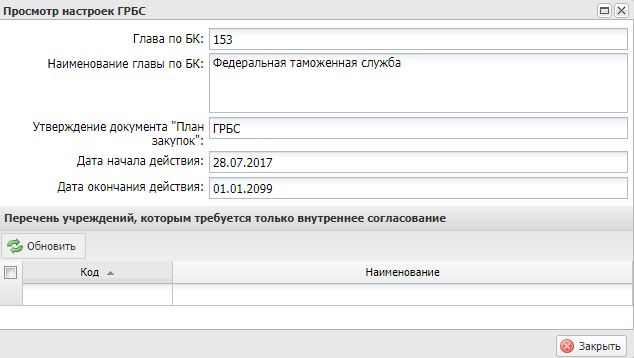 Просмотр настроек ГРБС
Глава по БК: 153
Наименование главы по БК: Федеральная таможенная служба
Утверждение документа "План ГРБС
закупок":
Дата начала действия: 28.07.2017
Дата окончания действия: 01.01.2099
Перечень учреждений, которым требуется только внутреннее согласование
Обновить
Код Наименование
Закрыть